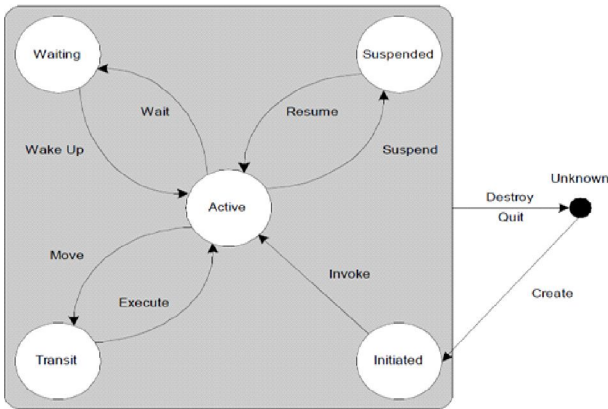 Waiting
Suspended
Wait
Resume
Wake Up
Suspend
Unknown
Active
Destroy
Quit
Move
Invoke
Execute
Create
Transit
Initiated